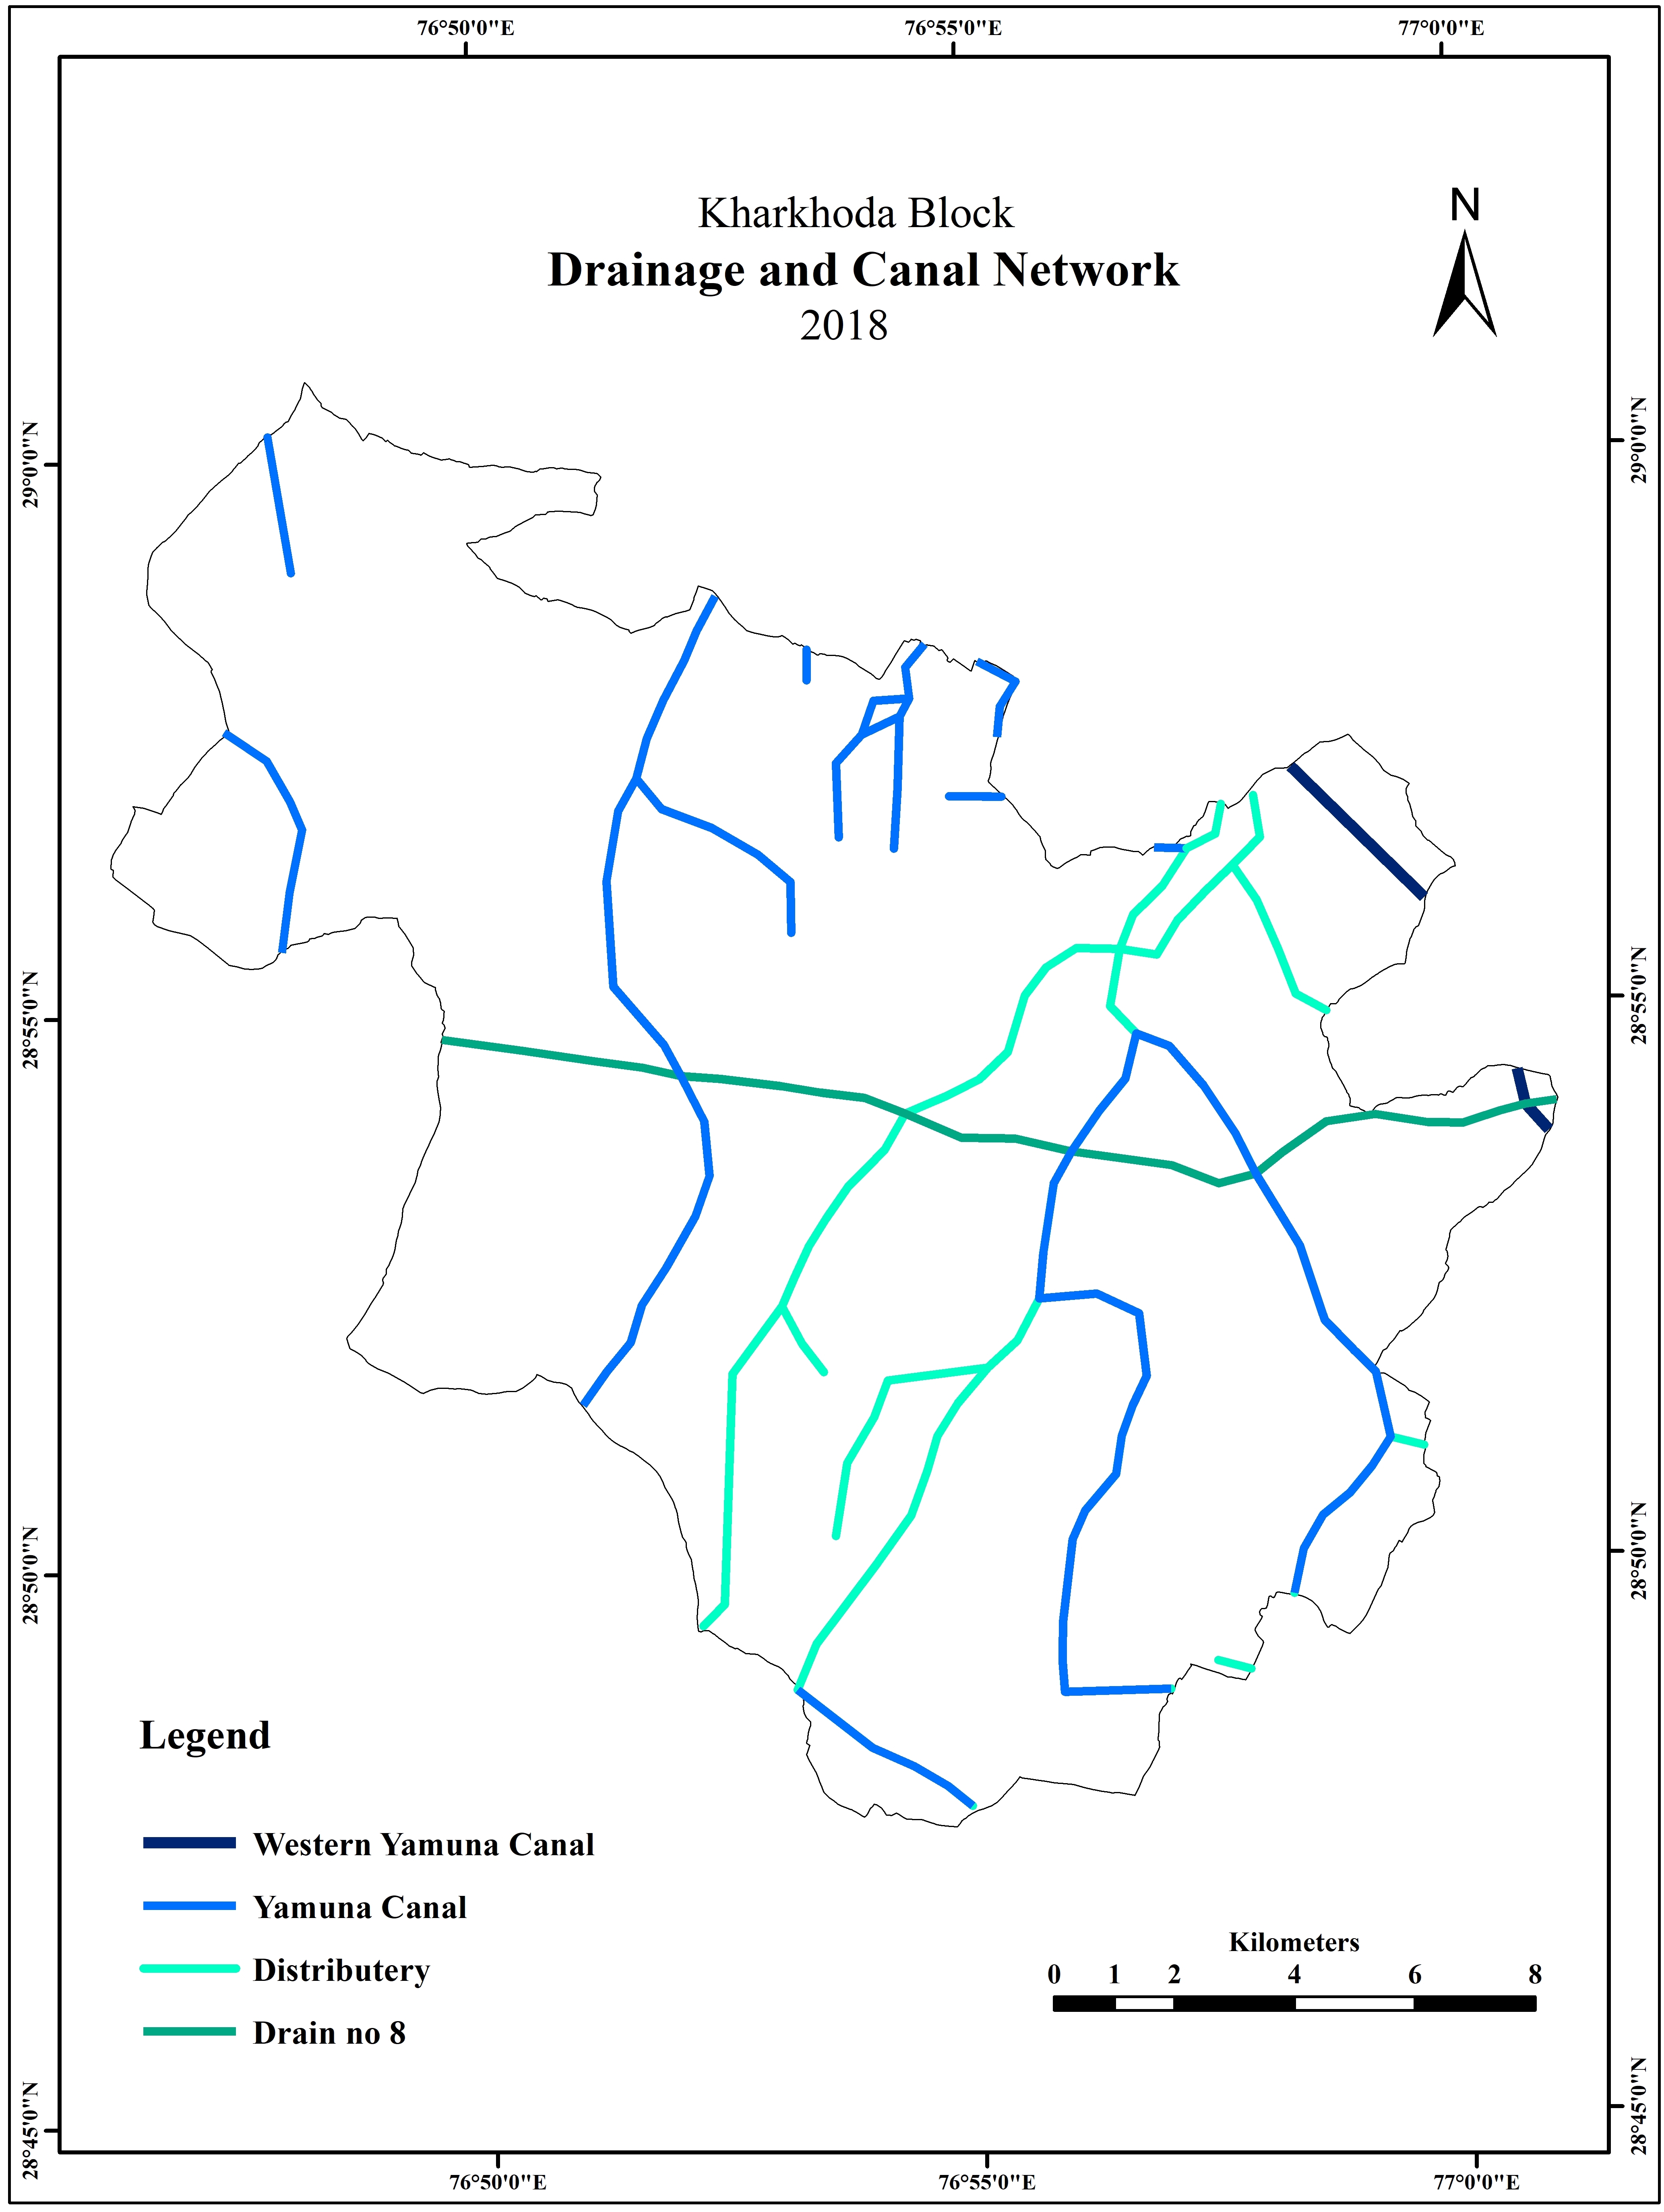 76°50'0"E 76°55'0"E 77°0'0"E
Kharkhoda Block
Drainage and Canal Network
2018
N
29°0'0"N 29°0'0"N
28°55'0"N 28°55'0"N
28°50'0"N 28°50'0"N
Legend
Western Yamuna Canal
Yamuna Canal
Distributery
Drain no 8
Kilometers
0 1 2 4 6 8
28°45'0"N 28°45'0"N
76°50'0"E 76°55'0"E 77°0'0"E